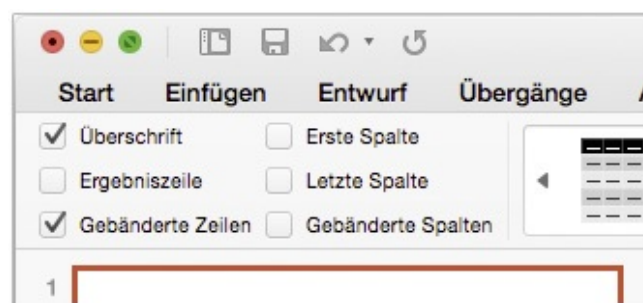 Start Einfügen Entwurf Übergänge
Überschrift Erste Spalte
Ergebniszeile Letzte Spalte
Gebänderte Zeilen Gebänderte Spalten
1